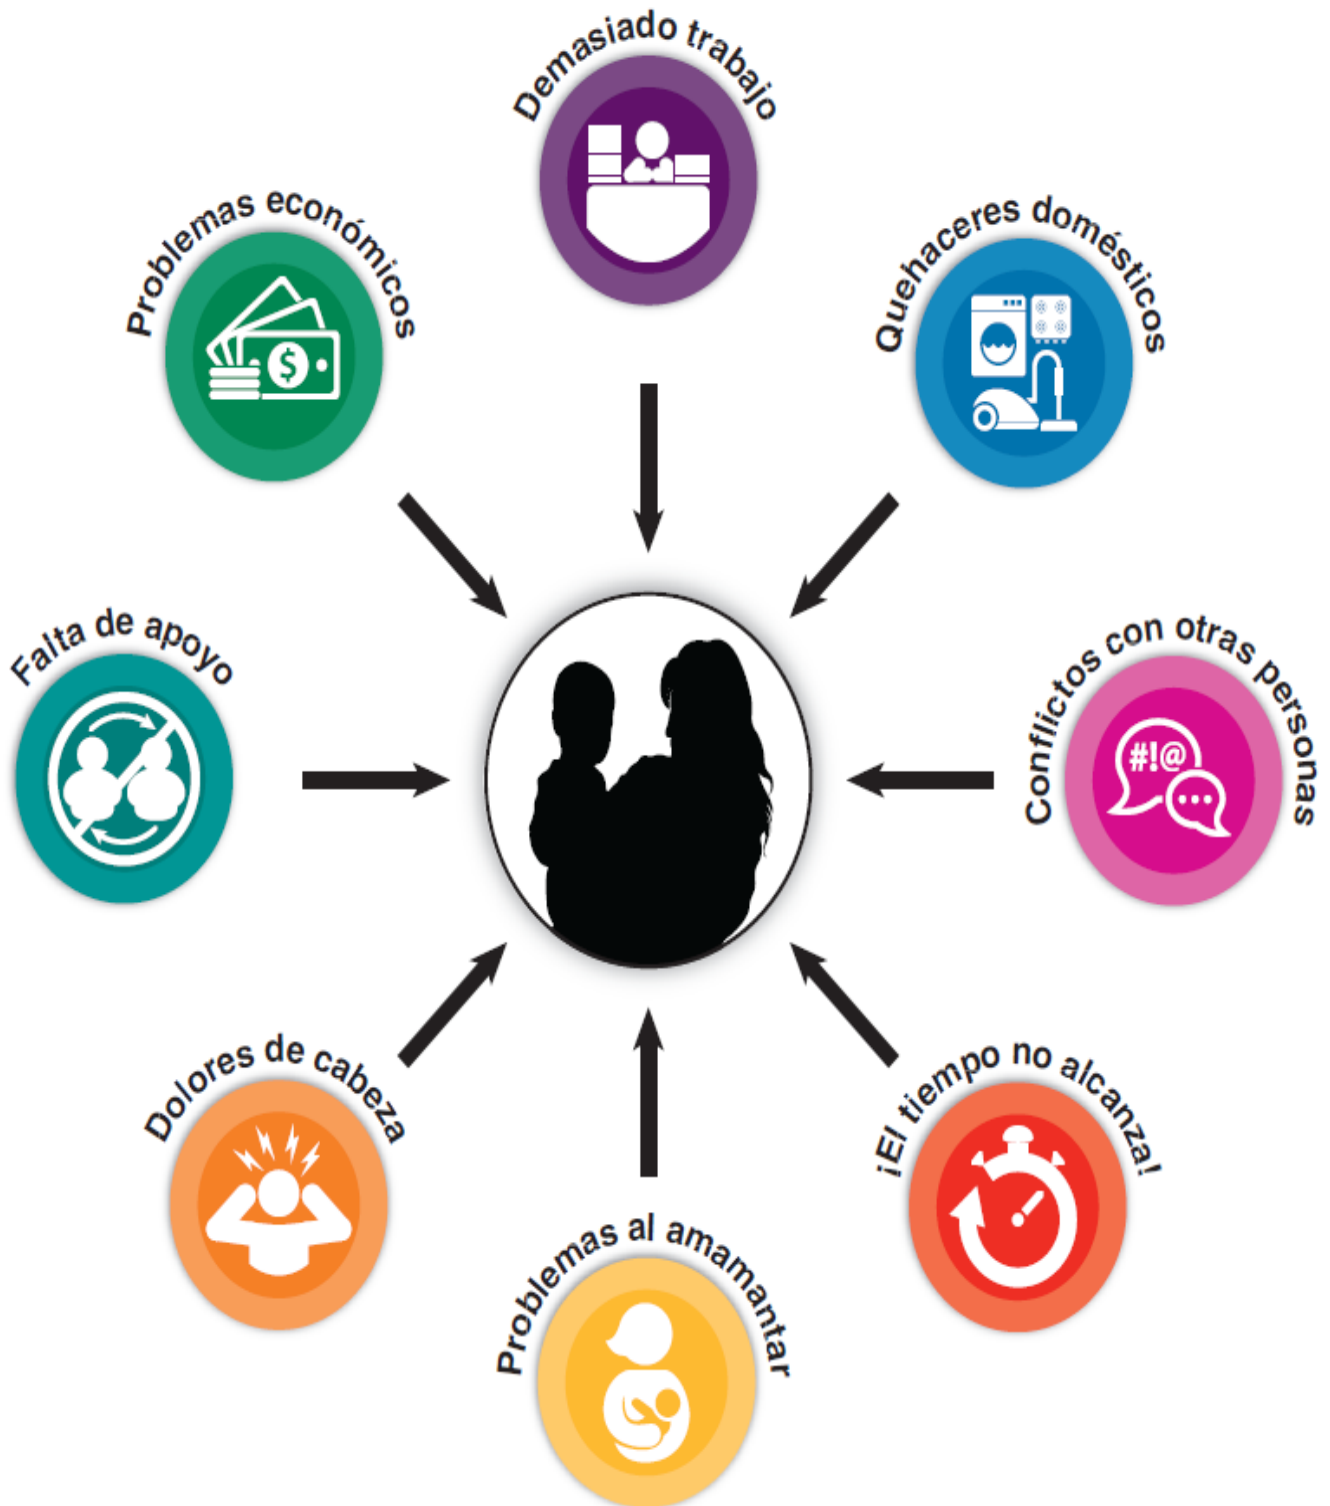 Demasiado trabajo
Quehaceres domésticos
Conflictos con otras personas
#!@
¡El tiempo no alcanza!
Problemas al amamantar
Dolores de cabeza
Falta de apoyo
Problemas económicos
$